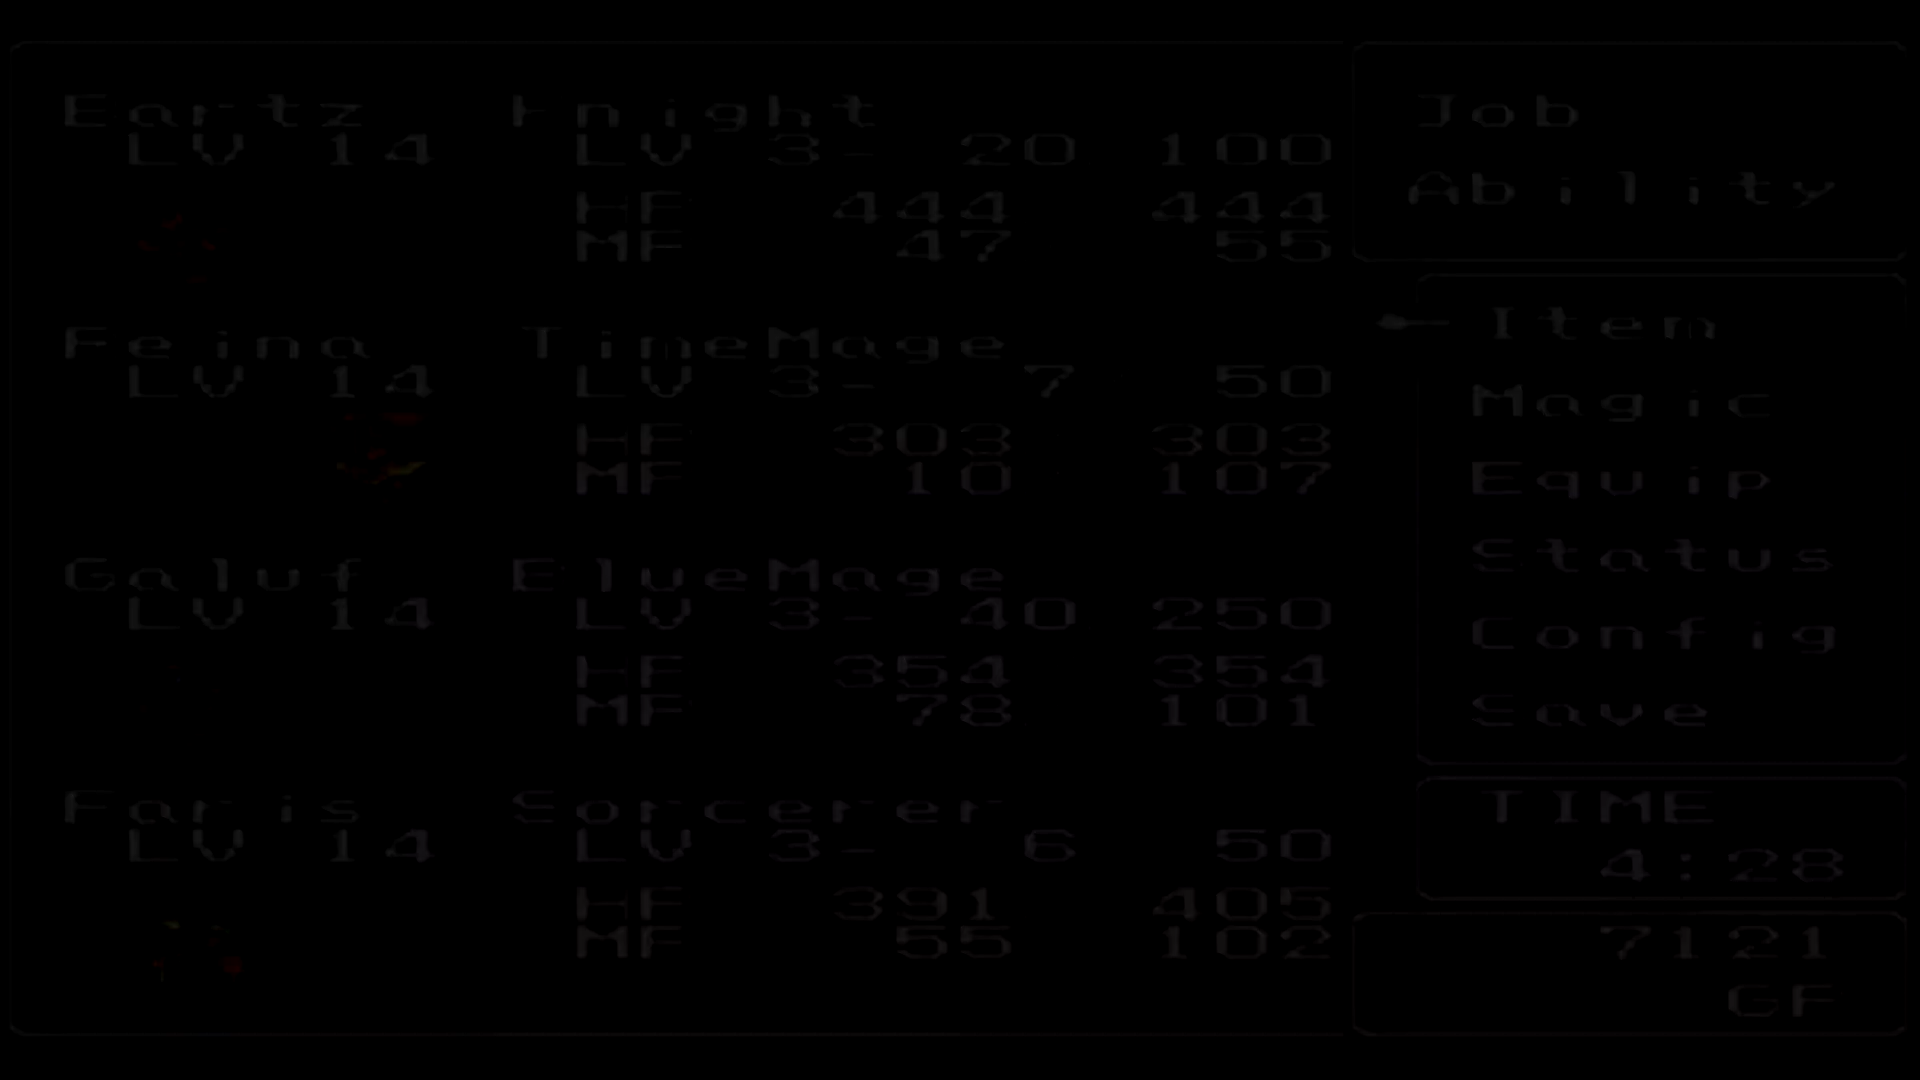 Bartz Knight
LV 14 LV 3- 20 100
HP 444 444
MP 47 55
Reina TimeMage
LV 14 LV 3- 7 50
HP 303 303
MP 10 107
Galuf BlueMage
LV 14 LV 3- 40 250
HP 354 354
MP 78 101
Faris Sorcerer
LV 14 LV 3- 6 50
HP 391 405
MP 55 102
Job
Ability
Item
Magic
Equip
Status
Config
Save
TIME
4:28
7121
GP